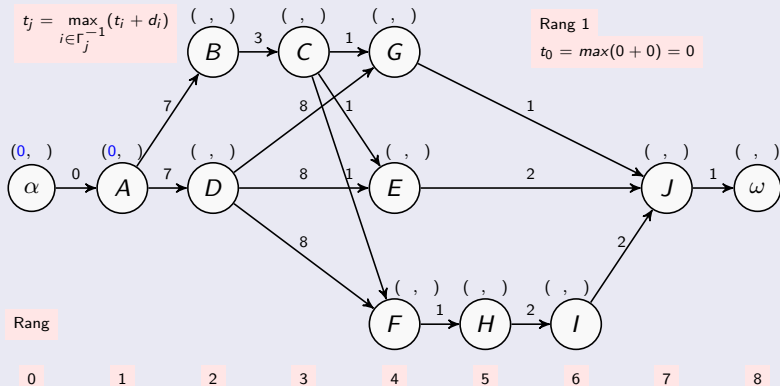 t_j = max_{i∈Γ_j^{-1}} (t_i + d_i)
Rang 1
t_0 = max(0 + 0) = 0
( , ) ( , ) ( , )
B 3 C 1 G
7 8 1 1
(0, ) (0, ) ( , ) ( , ) ( , ) ( , )
α 0 A 7 D 8 1 E 2 J 1 ω
8 2
( , ) ( , ) ( , )
F 1 H 2 I
Rang
0 1 2 3 4 5 6 7 8